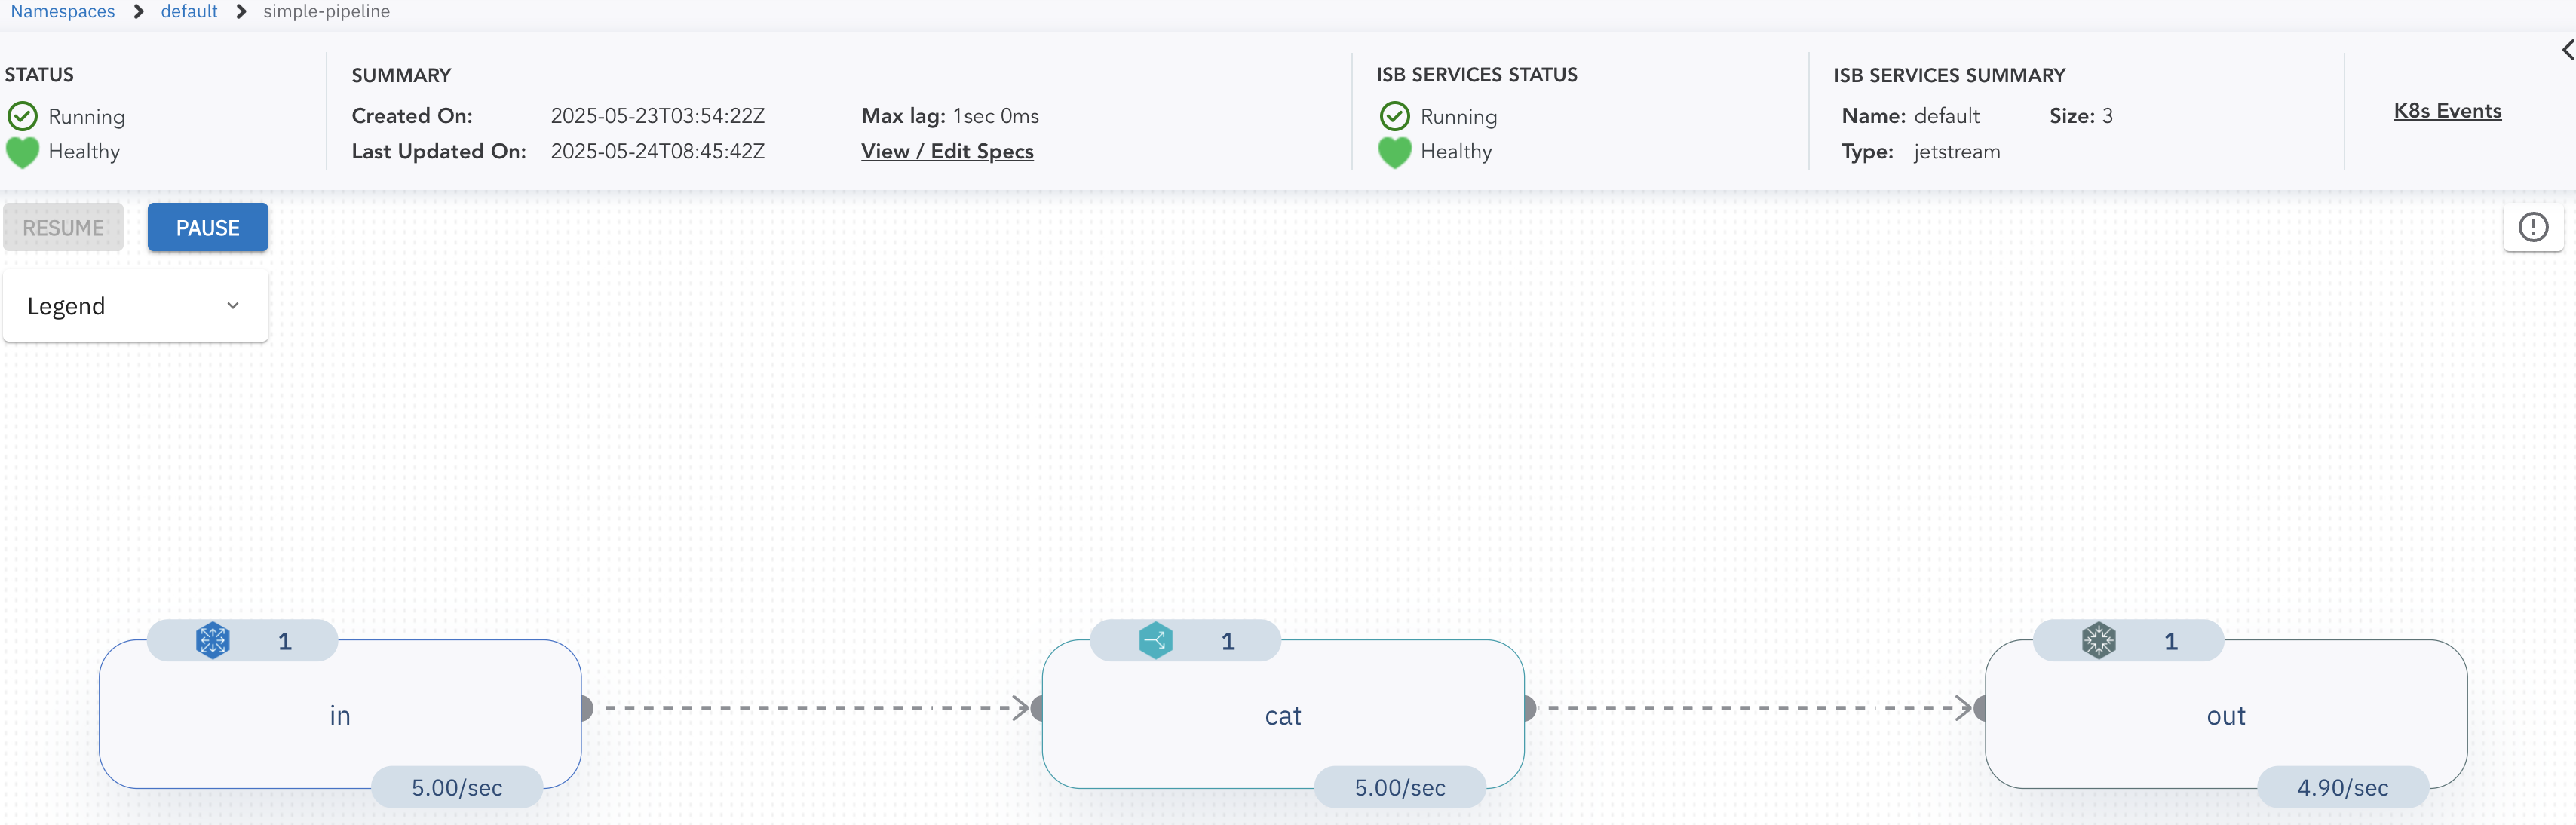 Namespaces > default > simple-pipeline
STATUS
Running
Healthy
SUMMARY
Created On: 2025-05-23T03:54:22Z
Last Updated On: 2025-05-24T08:45:42Z
Max lag: 1sec 0ms
View / Edit Specs
ISB SERVICES STATUS
Running
Healthy
ISB SERVICES SUMMARY
Name: default Size: 3
Type: jetstream
K8s Events
RESUME PAUSE
Legend
1
in
5.00/sec
1
cat
5.00/sec
1
out
4.90/sec